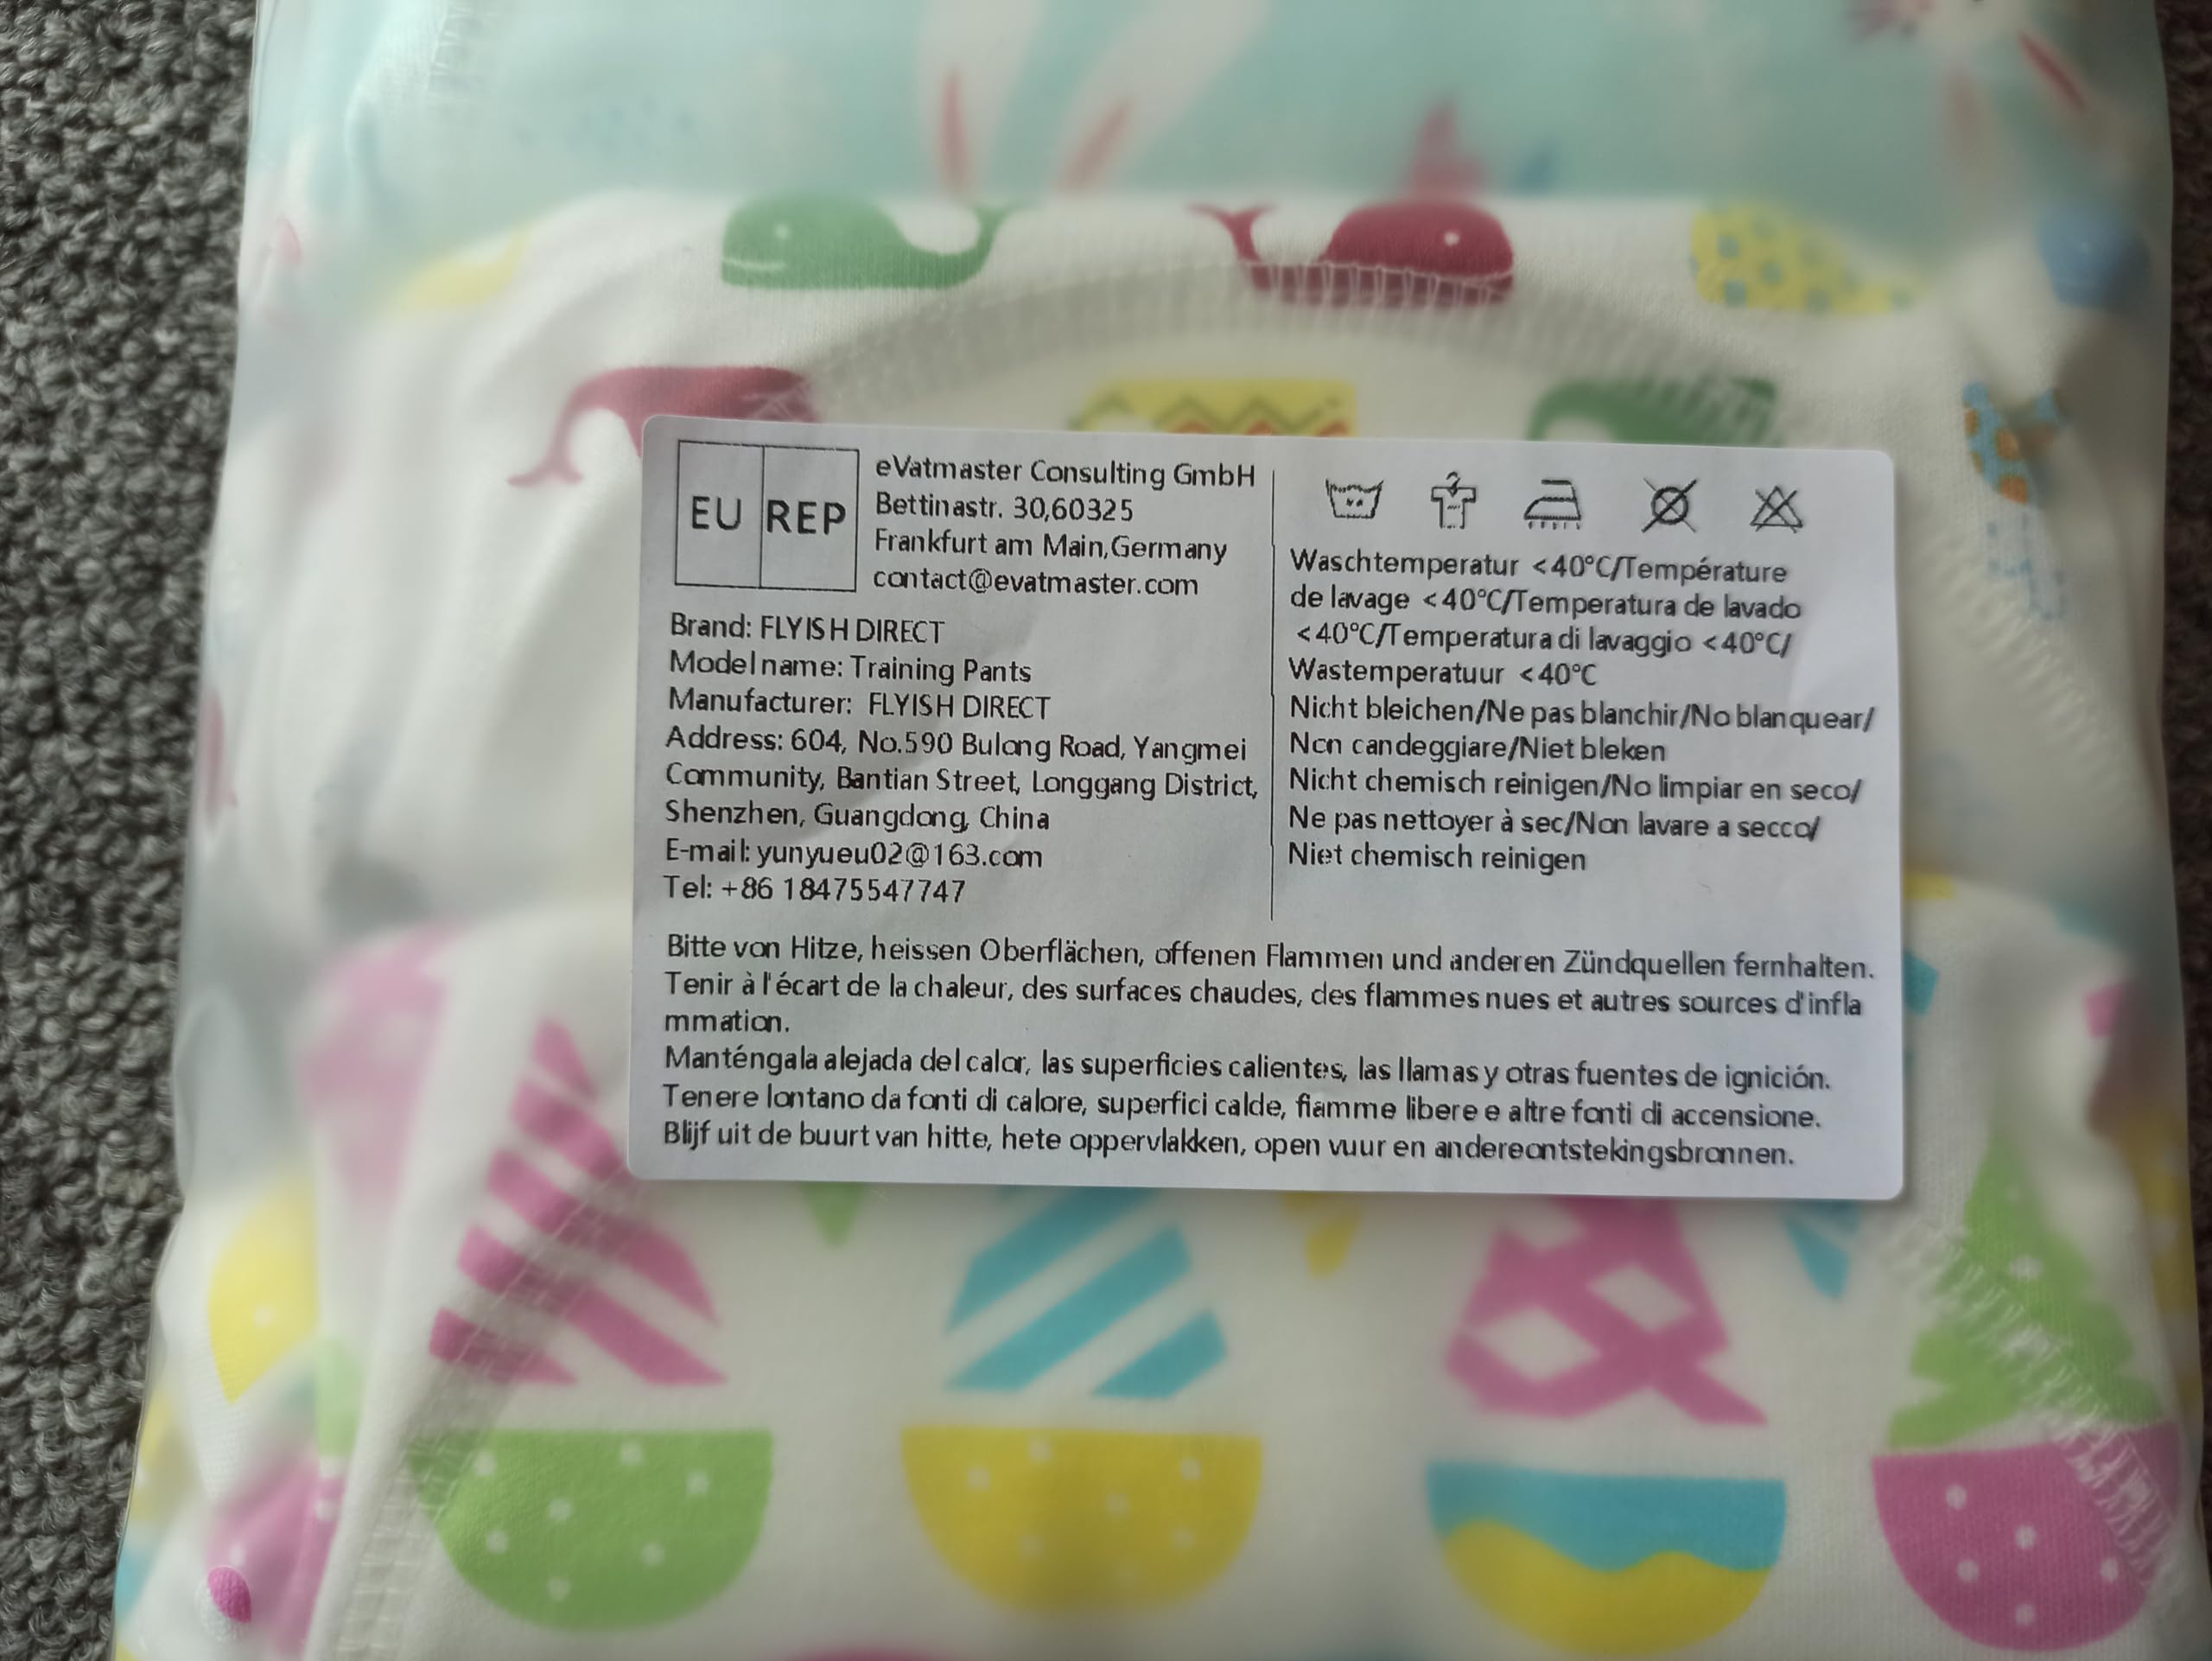 EU REP
eVatmaster Consulting GmbH
Bettinastr. 30,60325
Frankfurt am Main,Germany
contact@evatmaster.com
Brand: FLYISH DIRECT
Model name: Training Pants
Manufacturer: FLYISH DIRECT
Address: 604, No.590 Bulong Road, Yangmei
Community, Bantian Street, Longgang District,
Shenzhen, Guangdong, China
E-mail: yunyueu02@163.com
Tel: +86 18475547747
Waschtemperatur <40°C/Température
de lavage <40°C/Temperatura de lavado
<40°C/Temperatura di lavaggio <40°C/
Wastemperatuur <40°C
Nicht bleichen/Ne pas blanchir/No blanquear/
Non candeggiare/Niet bleken
Nicht chemisch reinigen/No limpiar en seco/
Ne pas nettoyer à sec/Non lavare a secco/
Niet chemisch reinigen
Bitte von Hitze, heissen Oberflächen, offenen Flammen und anderen Zündquellen fernhalten.
Tenir à l'écart de la chaleur, des surfaces chaudes, des flammes nues et autres sources d'infla
mmation.
Manténgala alejada del calor, las superficies calientes, las llamas y otras fuentes de ignición.
Tenere lontano da fonti di calore, superfici calde, fiamme libere e altre fonti di accensione.
Blijf uit de buurt van hitte, hete oppervlakken, open vuur en andereontstekingsbronnen.